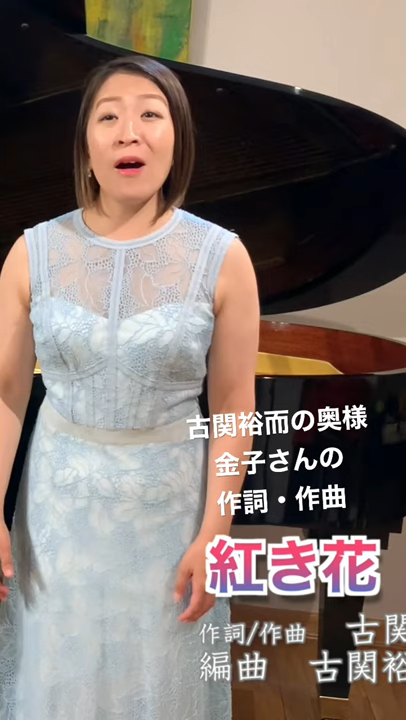 古関裕而の奥様
金子さんの
作詞・作曲
紅き花
作詞/作曲　古関
編曲　古関裕